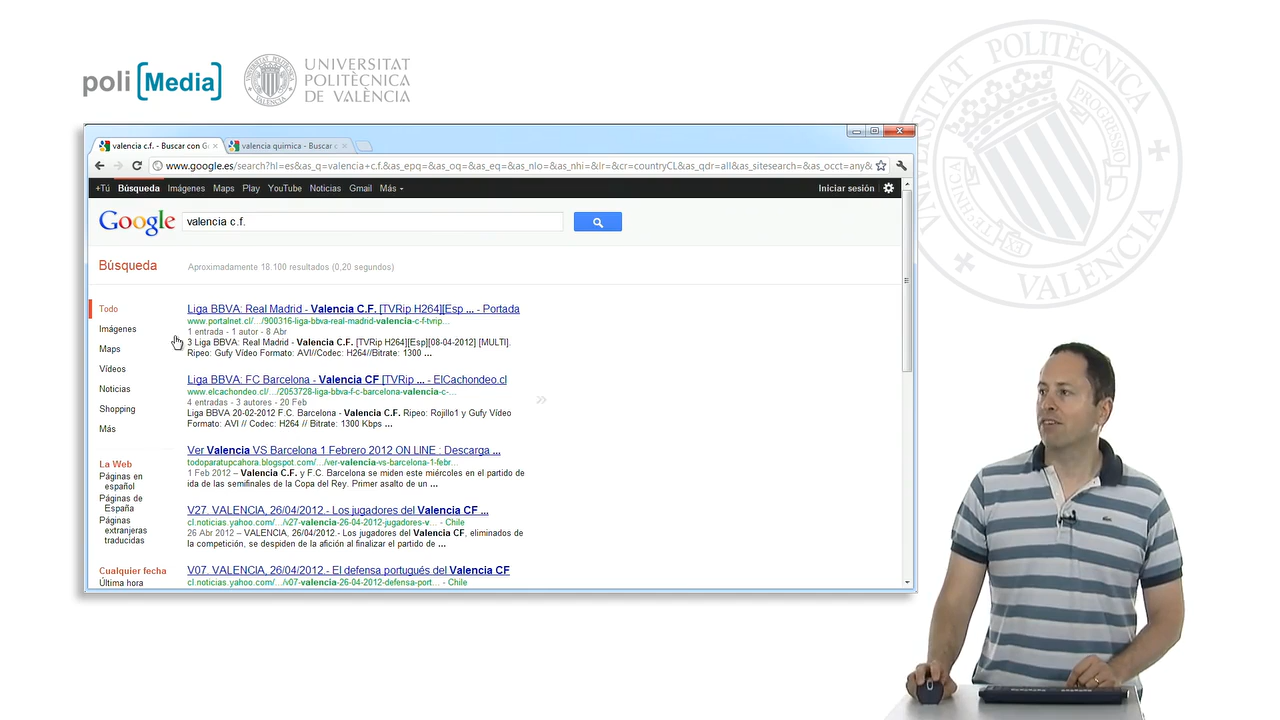 poli [Media]
UNIVERSITAT
POLITÈCNICA
DE VALÈNCIA
UNIVERSITAT POLITÈCNICA
DE VALÈNCIA
PROGRESSIO
EX TECHNICA
valencia c.f. - Buscar con G
valencia quimica - Buscar c
www.google.es/search?hl=es&as_q=valencia+c.f.&as_epq=&as_oq=&as_eq=&as_nlo=&as_nhi=&lr=&cr=countryCL&as_qdr=all&as_sitesearch=&as_occt=any&
+Tú Búsqueda Imágenes Maps Play YouTube Noticias Gmail Más Iniciar sesión
Google valencia c.f.
Búsqueda Aproximadamente 18.100 resultados (0,20 segundos)
Todo
Imágenes
Maps
Vídeos
Noticias
Shopping
Más
La Web
Páginas en
español
Páginas de
España
Páginas
extranjeras
traducidas
Cualquier fecha
Última hora
Liga BBVA: Real Madrid - Valencia C.F. [TVRip H264][Esp ... - Portada
www.portalnet.cl/.../900316-liga-bbva-real-madrid-valencia-c-f-tvrip...
1 entrada - 1 autor - 8 Abr
3 Liga BBVA: Real Madrid - Valencia C.F. [TVRip H264][Esp][08-04-2012] [MULTI].
Ripeo: Gufy Vídeo Formato: AVI//Codec: H264//Bitrate: 1300 ...
Liga BBVA: FC Barcelona - Valencia CF [TVRip ... - ElCachondeo.cl
www.elcachondeo.cl/.../2053728-liga-bbva-f-c-barcelona-valencia-c-...
4 entradas - 3 autores - 20 Feb
Liga BBVA 20-02-2012 F.C. Barcelona - Valencia C.F. Ripeo: Rojillo1 y Gufy Vídeo
Formato: AVI // Codec: H264 // Bitrate: 1300 Kbps ...
Ver Valencia VS Barcelona 1 Febrero 2012 ON LINE : Descarga ...
todoparatupcahora.blogspot.com/.../ver-valencia-vs-barcelona-1-febr...
1 Feb 2012 – Valencia C.F. y F.C. Barcelona se miden este miércoles en el partido de
ida de las semifinales de la Copa del Rey. Primer asalto de un ...
V27. VALENCIA, 26/04/2012.- Los jugadores del Valencia CF ...
cl.noticias.yahoo.com/.../v27-valencia-26-04-2012-jugadores-v... - Chile
26 Abr 2012 – VALENCIA, 26/04/2012.- Los jugadores del Valencia CF, eliminados de
la competición, se despiden de la afición al finalizar el partido de ...
V07. VALENCIA, 26/04/2012.- El defensa portugués del Valencia CF
cl.noticias.yahoo.com/.../v07-valencia-26-04-2012-defensa-port... - Chile